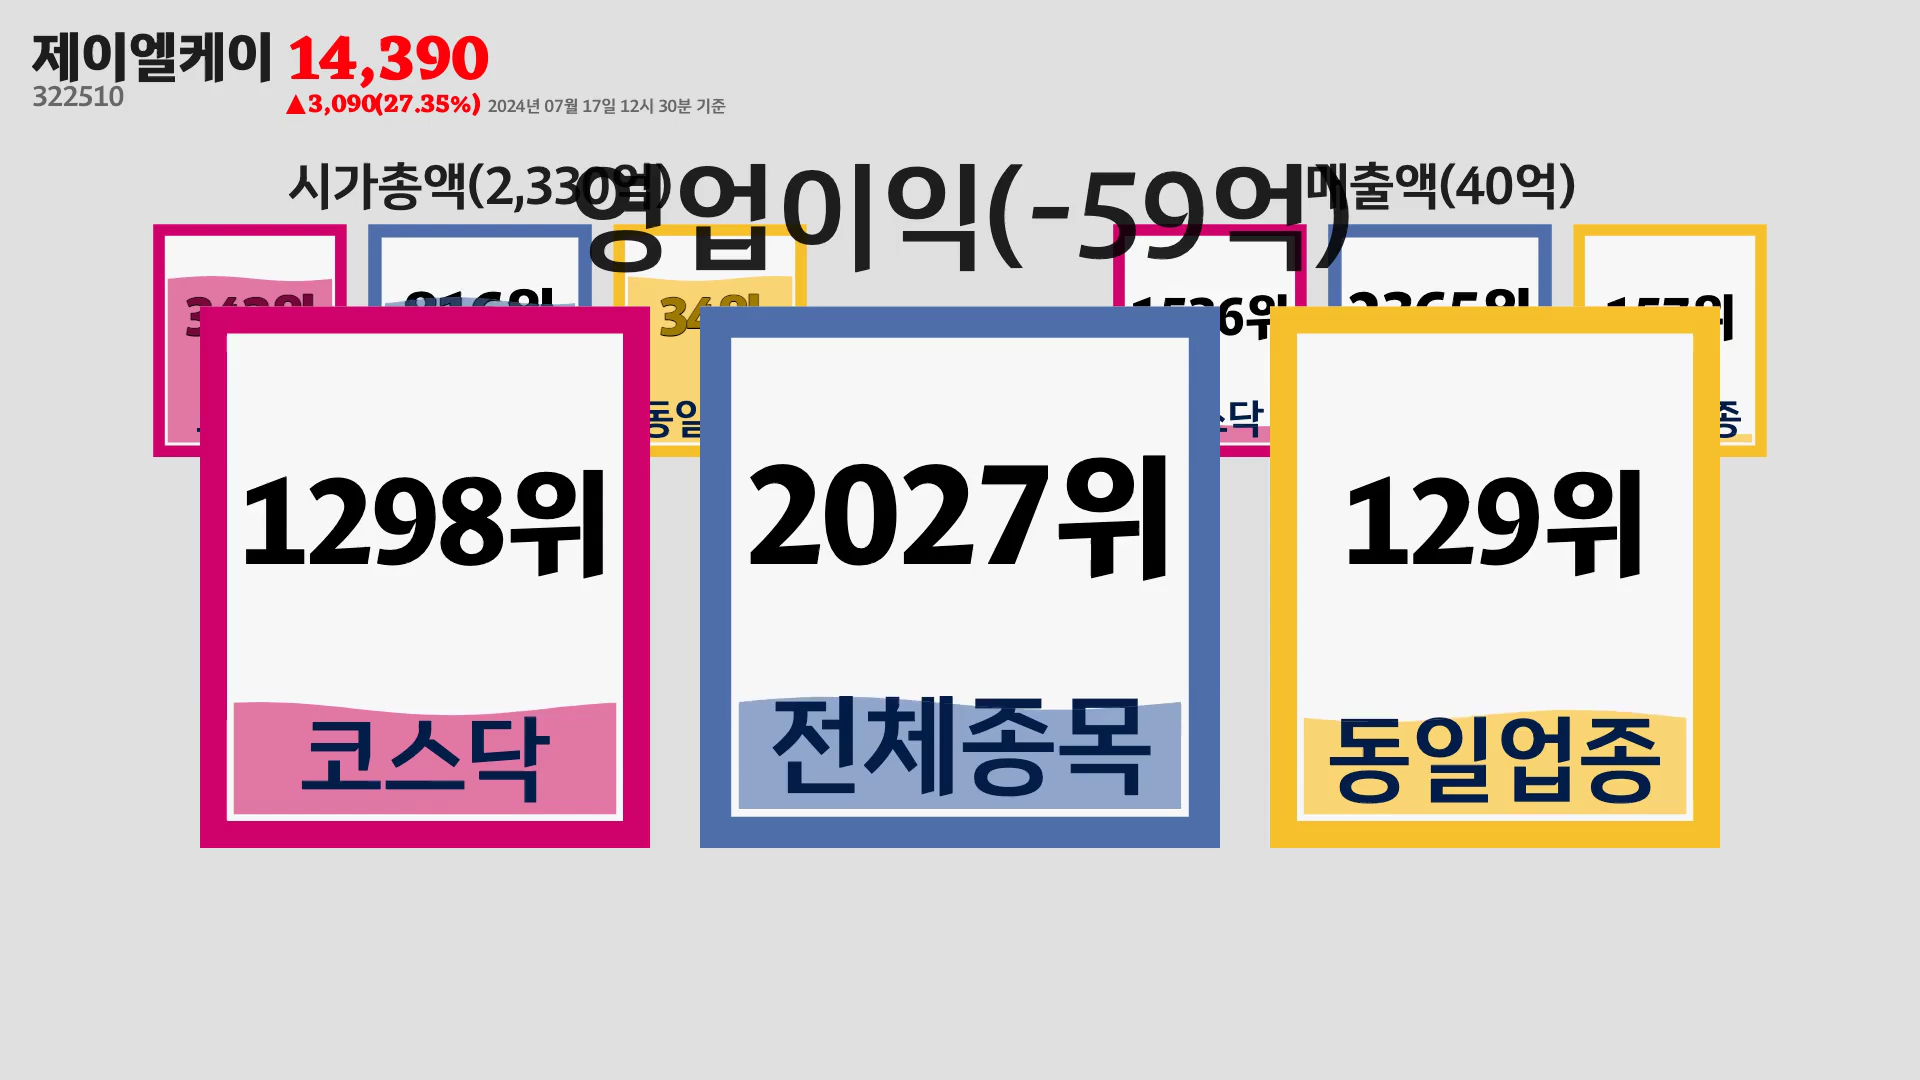 제이엘케이 14,390
322510
▲3,090(27.35%) 2024년 07월 17일 12시 30분 기준
시가총액(2,330억)
영업이익(-59억)
매출액(40억)
1298위
2027위
129위
코스닥
전체종목
동일업종